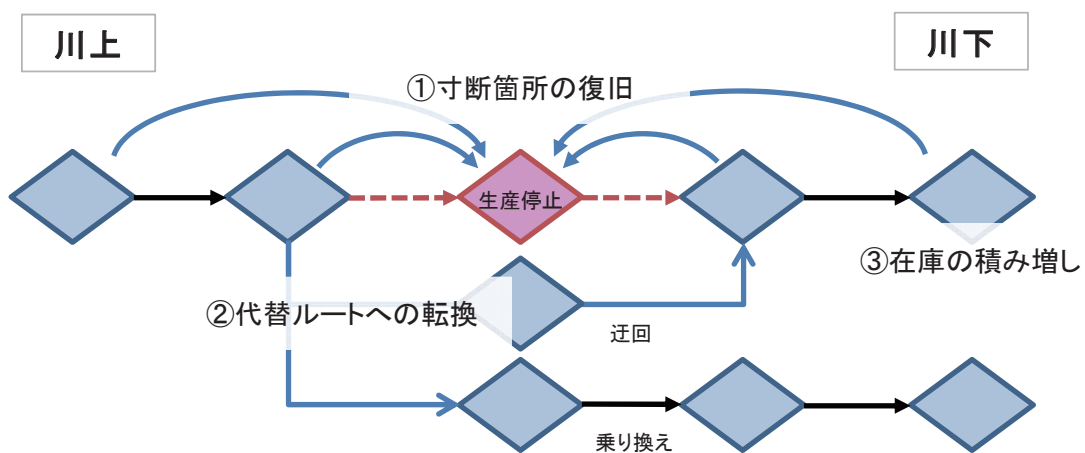 川上
川下
①寸断箇所の復旧
生産停止
③在庫の積み増し
②代替ルートへの転換
迂回
乗り換え